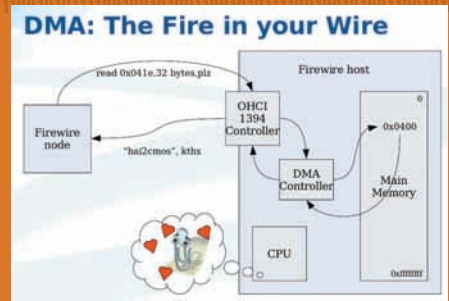 DMA: The Fire in your Wire
Firewire host
read 0x041e,32 bytes,plz
OHCI
1394
Controller
0
0x0400
Firewire
node
"hai2cmos", kthx
DMA
Controller
Main
Memory
CPU
0xffffffff